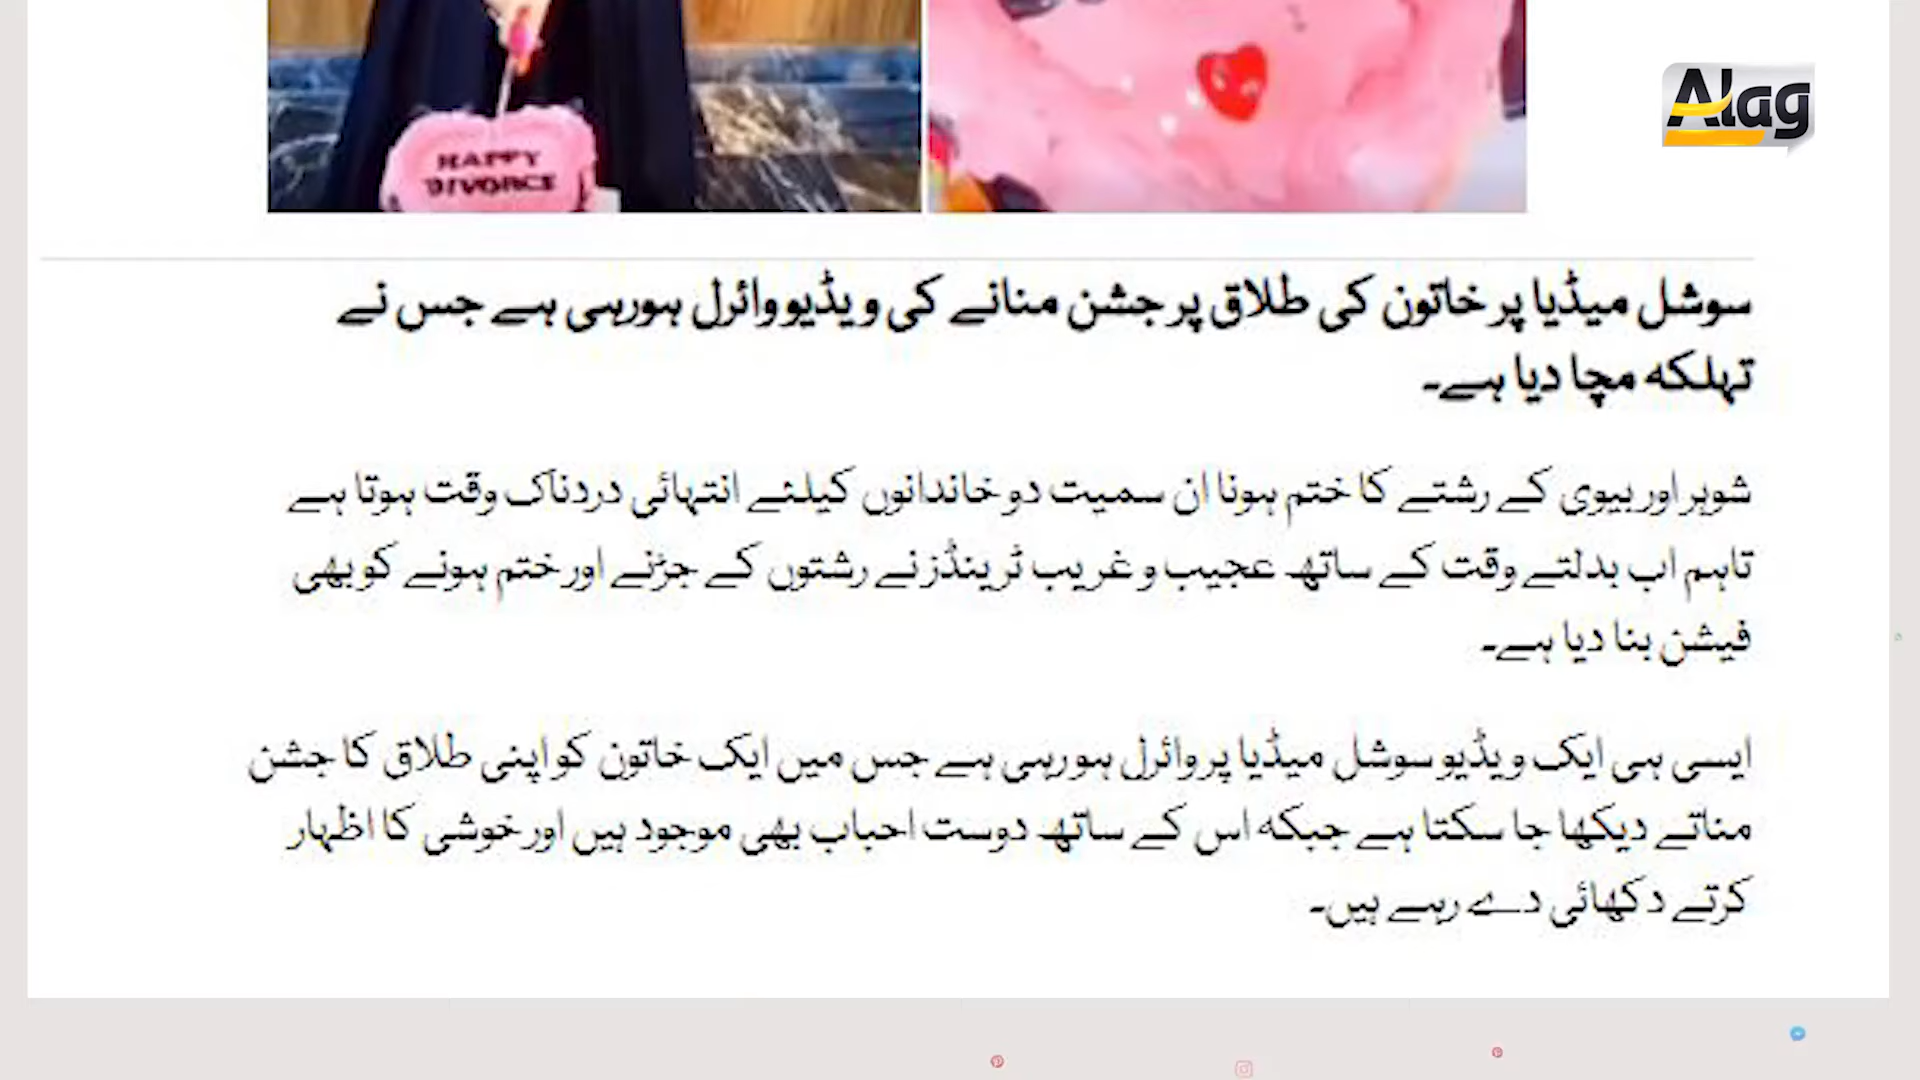 Alag
HAPPY
DIVORCE
سوشل میڈیا پر خاتون کی طلاق پر جشن منانے کی ویڈیو وائرل ہورہی ہے جس نے
تہلکہ مچا دیا ہے۔
شوہر اور بیوی کے رشتے کا ختم ہونا ان سمیت دو خاندانوں کیلئے انتہائی دردناک وقت ہوتا ہے
تاہم اب بدلتے وقت کے ساتھ عجیب و غریب ٹرینڈز نے رشتوں کے جڑنے اور ختم ہونے کو بھی
فیشن بنا دیا ہے۔
ایسی ہی ایک ویڈیو سوشل میڈیا پر وائرل ہورہی ہے جس میں ایک خاتون کو اپنی طلاق کا جشن
مناتے دیکھا جا سکتا ہے جبکہ اس کے ساتھ دوست احباب بھی موجود ہیں اور خوشی کا اظہار
کرتے دکھائی دے رہے ہیں۔